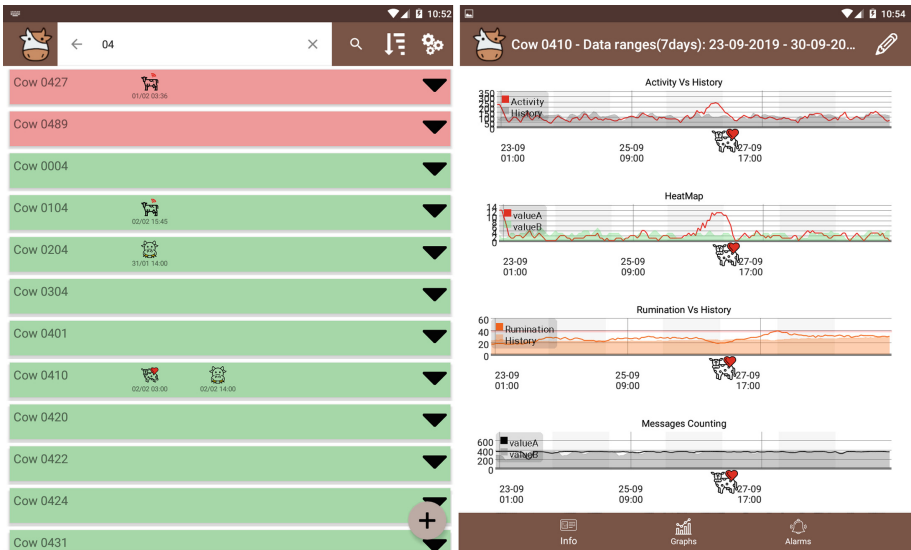 10:52
04
Cow 0427
01/02 03:36
Cow 0489
Cow 0004
Cow 0104
02/02 15:45
Cow 0204
31/01 14:00
Cow 0304
Cow 0401
Cow 0410
02/02 03:00 02/02 14:00
Cow 0420
Cow 0422
Cow 0424
+
Cow 0431
10:54
Cow 0410 - Data ranges(7days): 23-09-2019 - 30-09-20...
Activity Vs History
350
300
250
200
150
100
50
0
Activity
History
23-09 25-09 27-09
01:00 09:00 17:00
HeatMap
14
12
10
8
6
4
2
0
valueA
valueB
23-09 25-09 27-09
01:00 09:00 17:00
Rumination Vs History
60
40
20
0
Rumination
History
23-09 25-09 27-09
01:00 09:00 17:00
Messages Counting
600
400
200
0
valueA
valueB
23-09 25-09 27-09
01:00 09:00 17:00
Info Graphs Alarms